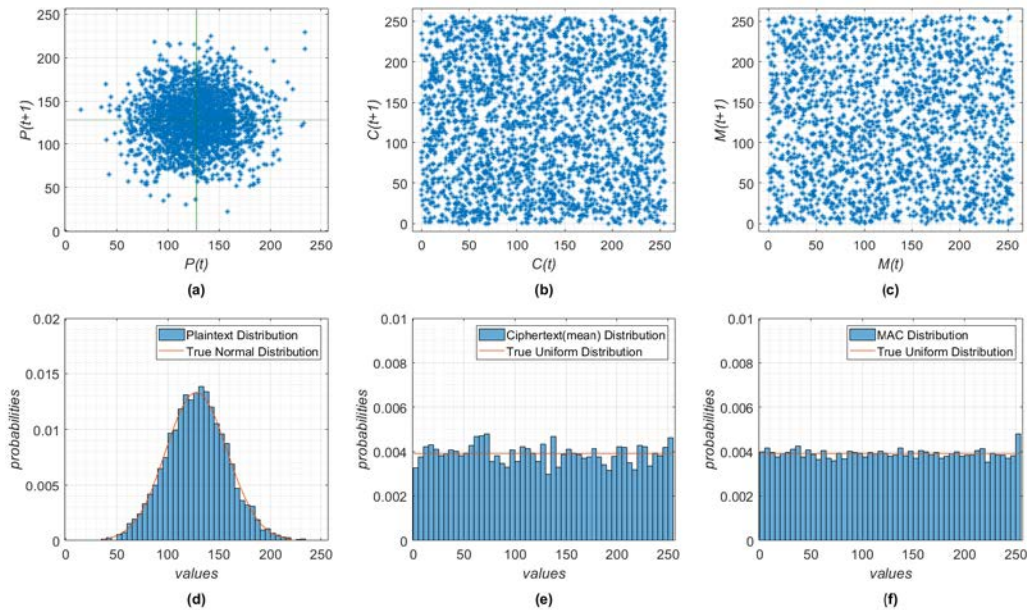 250
200
150
100
50
0
P(t+1)
0 50 100 150 200 250
P(t)
(a)
250
200
150
100
50
0
C(t+1)
0 50 100 150 200 250
C(t)
(b)
250
200
150
100
50
0
M(t+1)
0 50 100 150 200 250
M(t)
(c)
0.02
0.015
0.01
0.005
0
probabilities
Plaintext Distribution
True Normal Distribution
0 50 100 150 200 250
values
(d)
0.01
0.008
0.006
0.004
0.002
0
probabilities
Ciphertext(mean) Distribution
True Uniform Distribution
0 50 100 150 200 250
values
(e)
0.01
0.008
0.006
0.004
0.002
0
probabilities
MAC Distribution
True Uniform Distribution
0 50 100 150 200 250
values
(f)